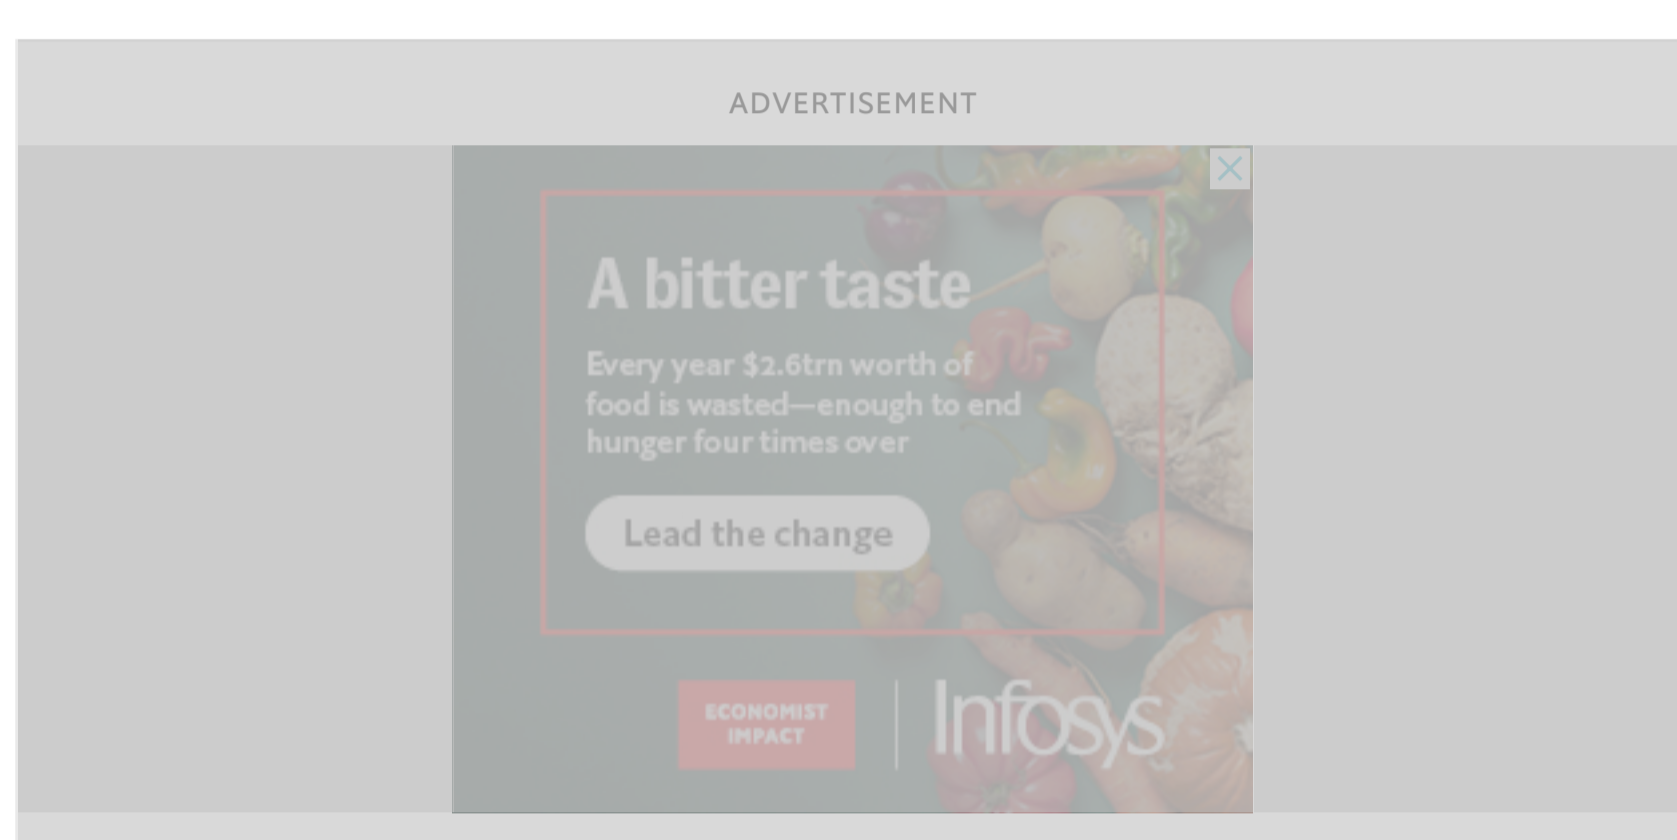 ADVERTISEMENT
A bitter taste
Every year $2.6trn worth of
food is wasted—enough to end
hunger four times over
Lead the change
ECONOMIST
IMPACT
Infosys